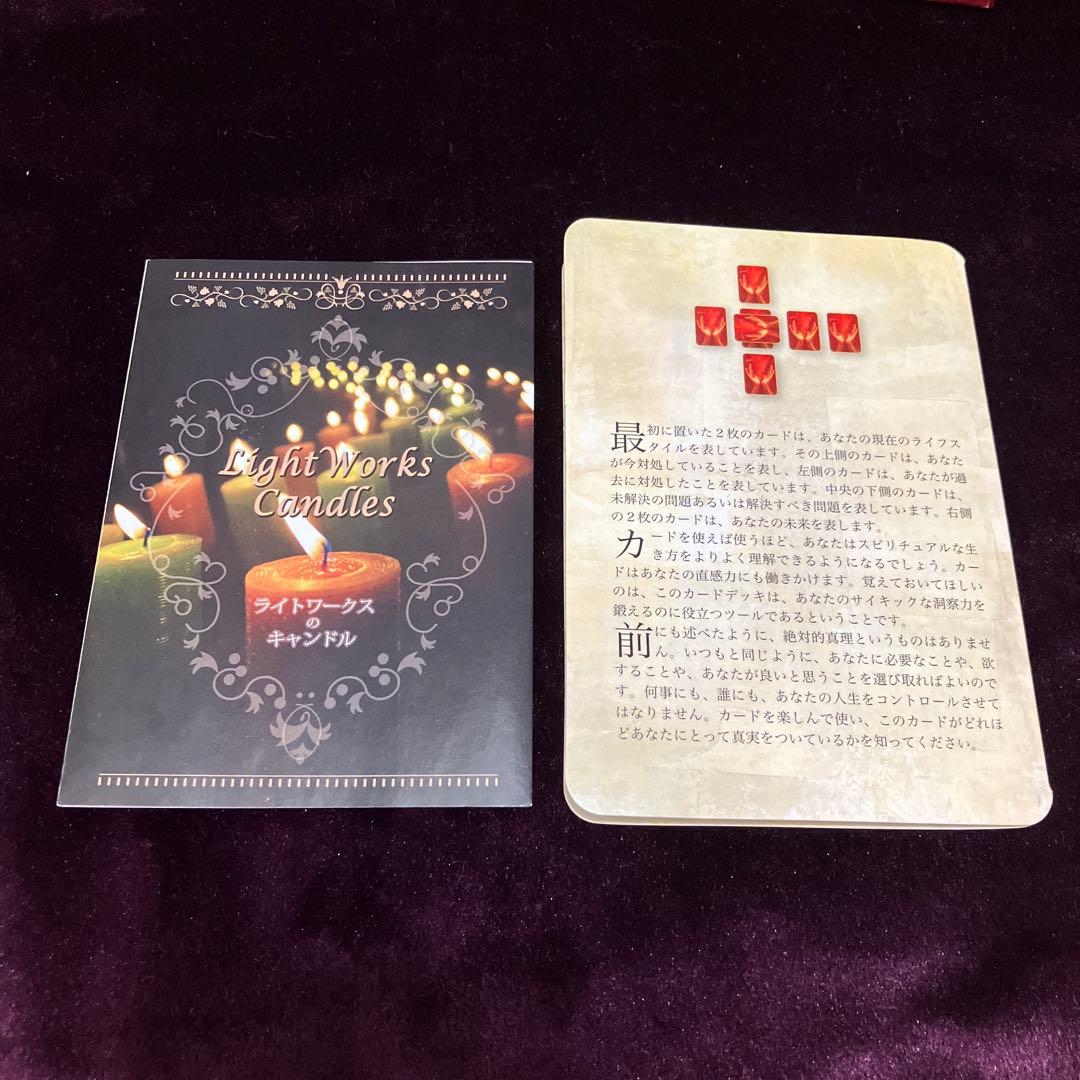 LightWorks
Candles
ライトワークス
の
キャンドル
最初に置いた２枚のカードは、あなたの現在のライフス
タイルを表しています。その上側のカードは、あなた
が今対処していることを表し、左側のカードは、あなたが過
去に対処したことを表しています。中央の下側のカードは、
未解決の問題あるいは解決すべき問題を表しています。右側
の２枚のカードは、あなたの未来を表します。
カードを使えば使うほど、あなたはスピリチュアルな生
き方をよりよく理解できるようになるでしょう。カー
ドはあなたの直感力にも働きかけます。覚えておいてほしい
のは、このカードデッキは、あなたのサイキックな洞察力を
鍛えるのに役立つツールであるということです。
前にも述べたように、絶対的真理というものはありませ
ん。いつもと同じように、あなたに必要なことや、欲
することや、あなたが良いと思うことを選び取ればよいので
す。何事にも、誰にも、あなたの人生をコントロールさせて
はなりません。カードを楽しんで使い、このカードがどれほ
どあなたにとって真実をついているかを知ってください。